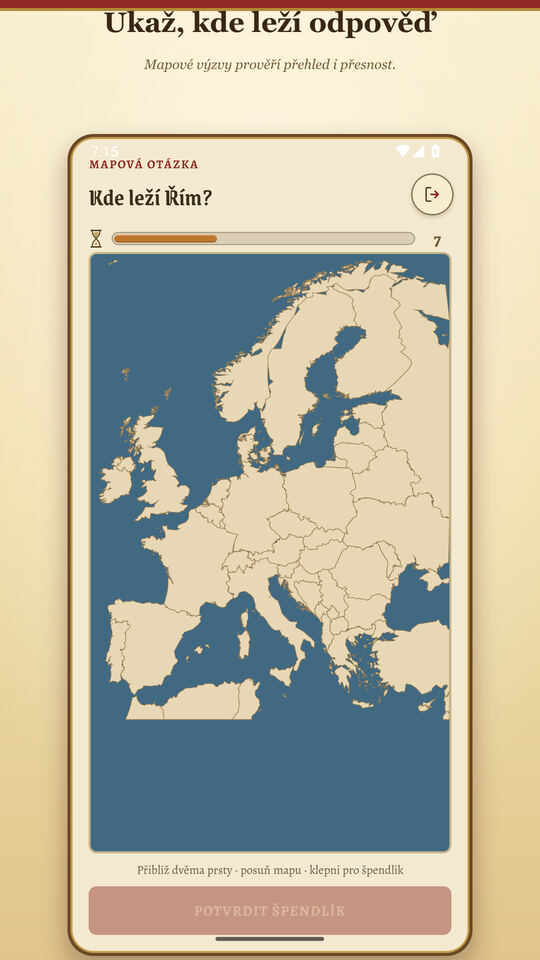 Ukaž, kde leží odpověď
Mapové výzvy prověří přehled i přesnost.
7:15
MAPOVÁ OTÁZKA
Kde leží Řím?
7
Přibliž dvěma prsty · posuň mapu · klepni pro špendlík
POTVRDIT ŠPENDLÍK